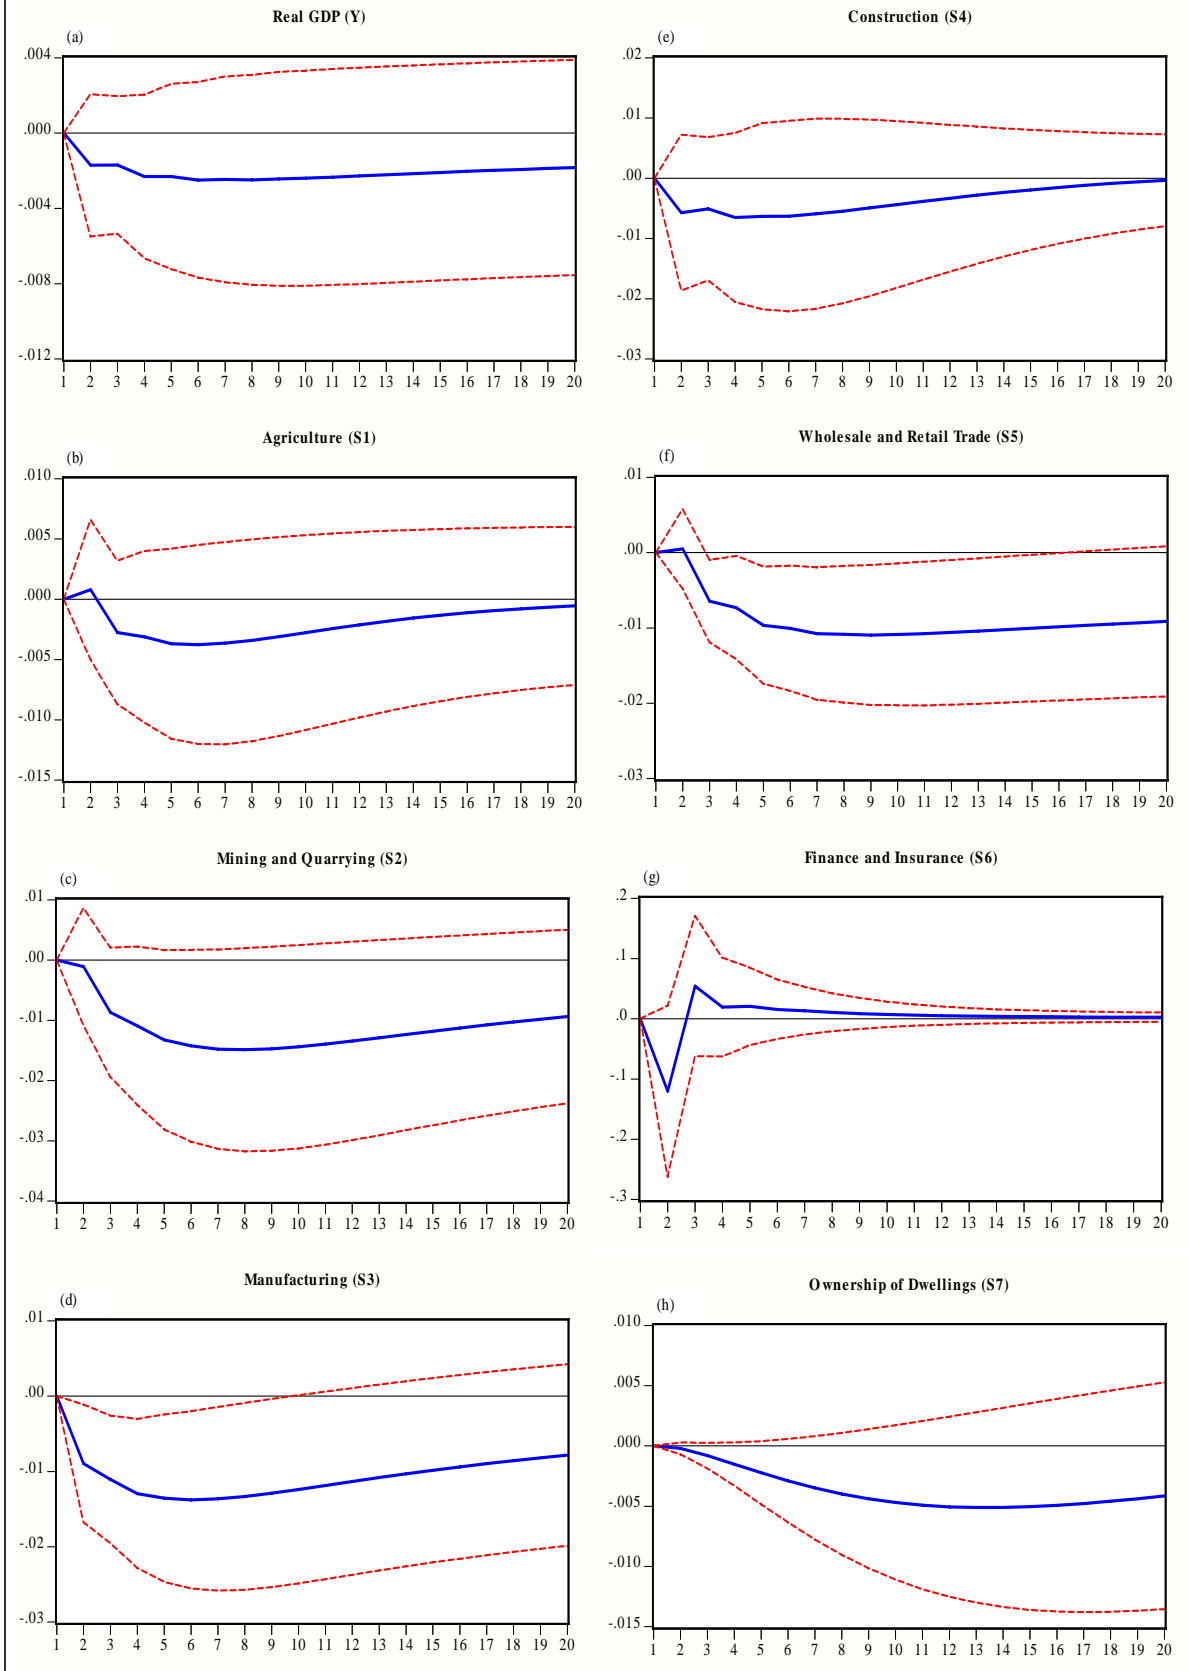 Real GDP (Y)
(a)
.004
.000
-.004
-.008
-.012
1 2 3 4 5 6 7 8 9 10 11 12 13 14 15 16 17 18 19 20
Construction (S4)
(e)
.02
.01
.00
-.01
-.02
-.03
1 2 3 4 5 6 7 8 9 10 11 12 13 14 15 16 17 18 19 20
Agriculture (S1)
(b)
.010
.005
.000
-.005
-.010
-.015
1 2 3 4 5 6 7 8 9 10 11 12 13 14 15 16 17 18 19 20
Wholesale and Retail Trade (S5)
(f)
.01
.00
-.01
-.02
-.03
1 2 3 4 5 6 7 8 9 10 11 12 13 14 15 16 17 18 19 20
Mining and Quarrying (S2)
(c)
.01
.00
-.01
-.02
-.03
-.04
1 2 3 4 5 6 7 8 9 10 11 12 13 14 15 16 17 18 19 20
Finance and Insurance (S6)
(g)
.2
.1
.0
-.1
-.2
-.3
1 2 3 4 5 6 7 8 9 10 11 12 13 14 15 16 17 18 19 20
Manufacturing (S3)
(d)
.01
.00
-.01
-.02
-.03
1 2 3 4 5 6 7 8 9 10 11 12 13 14 15 16 17 18 19 20
Ownership of Dwellings (S7)
(h)
.010
.005
.000
-.005
-.010
-.015
1 2 3 4 5 6 7 8 9 10 11 12 13 14 15 16 17 18 19 20